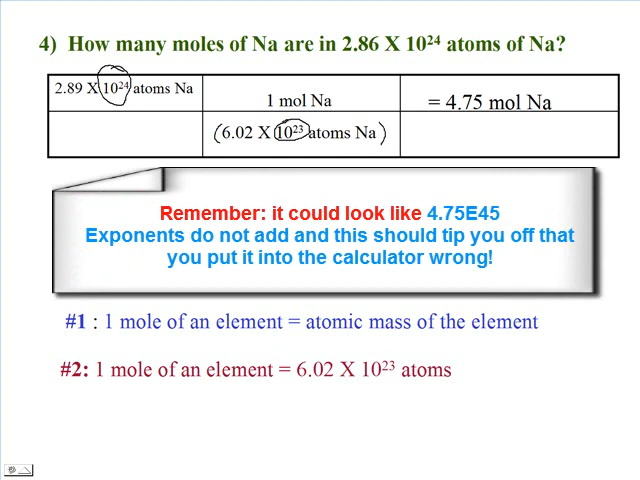 4) How many moles of Na are in 2.86 X 10²⁴ atoms of Na?
2.89 X 10²⁴ atoms Na
1 mol Na
= 4.75 mol Na
(6.02 X 10²³ atoms Na)
Remember: it could look like 4.75E45
Exponents do not add and this should tip you off that
you put it into the calculator wrong!
#1 : 1 mole of an element = atomic mass of the element
#2: 1 mole of an element = 6.02 X 10²³ atoms